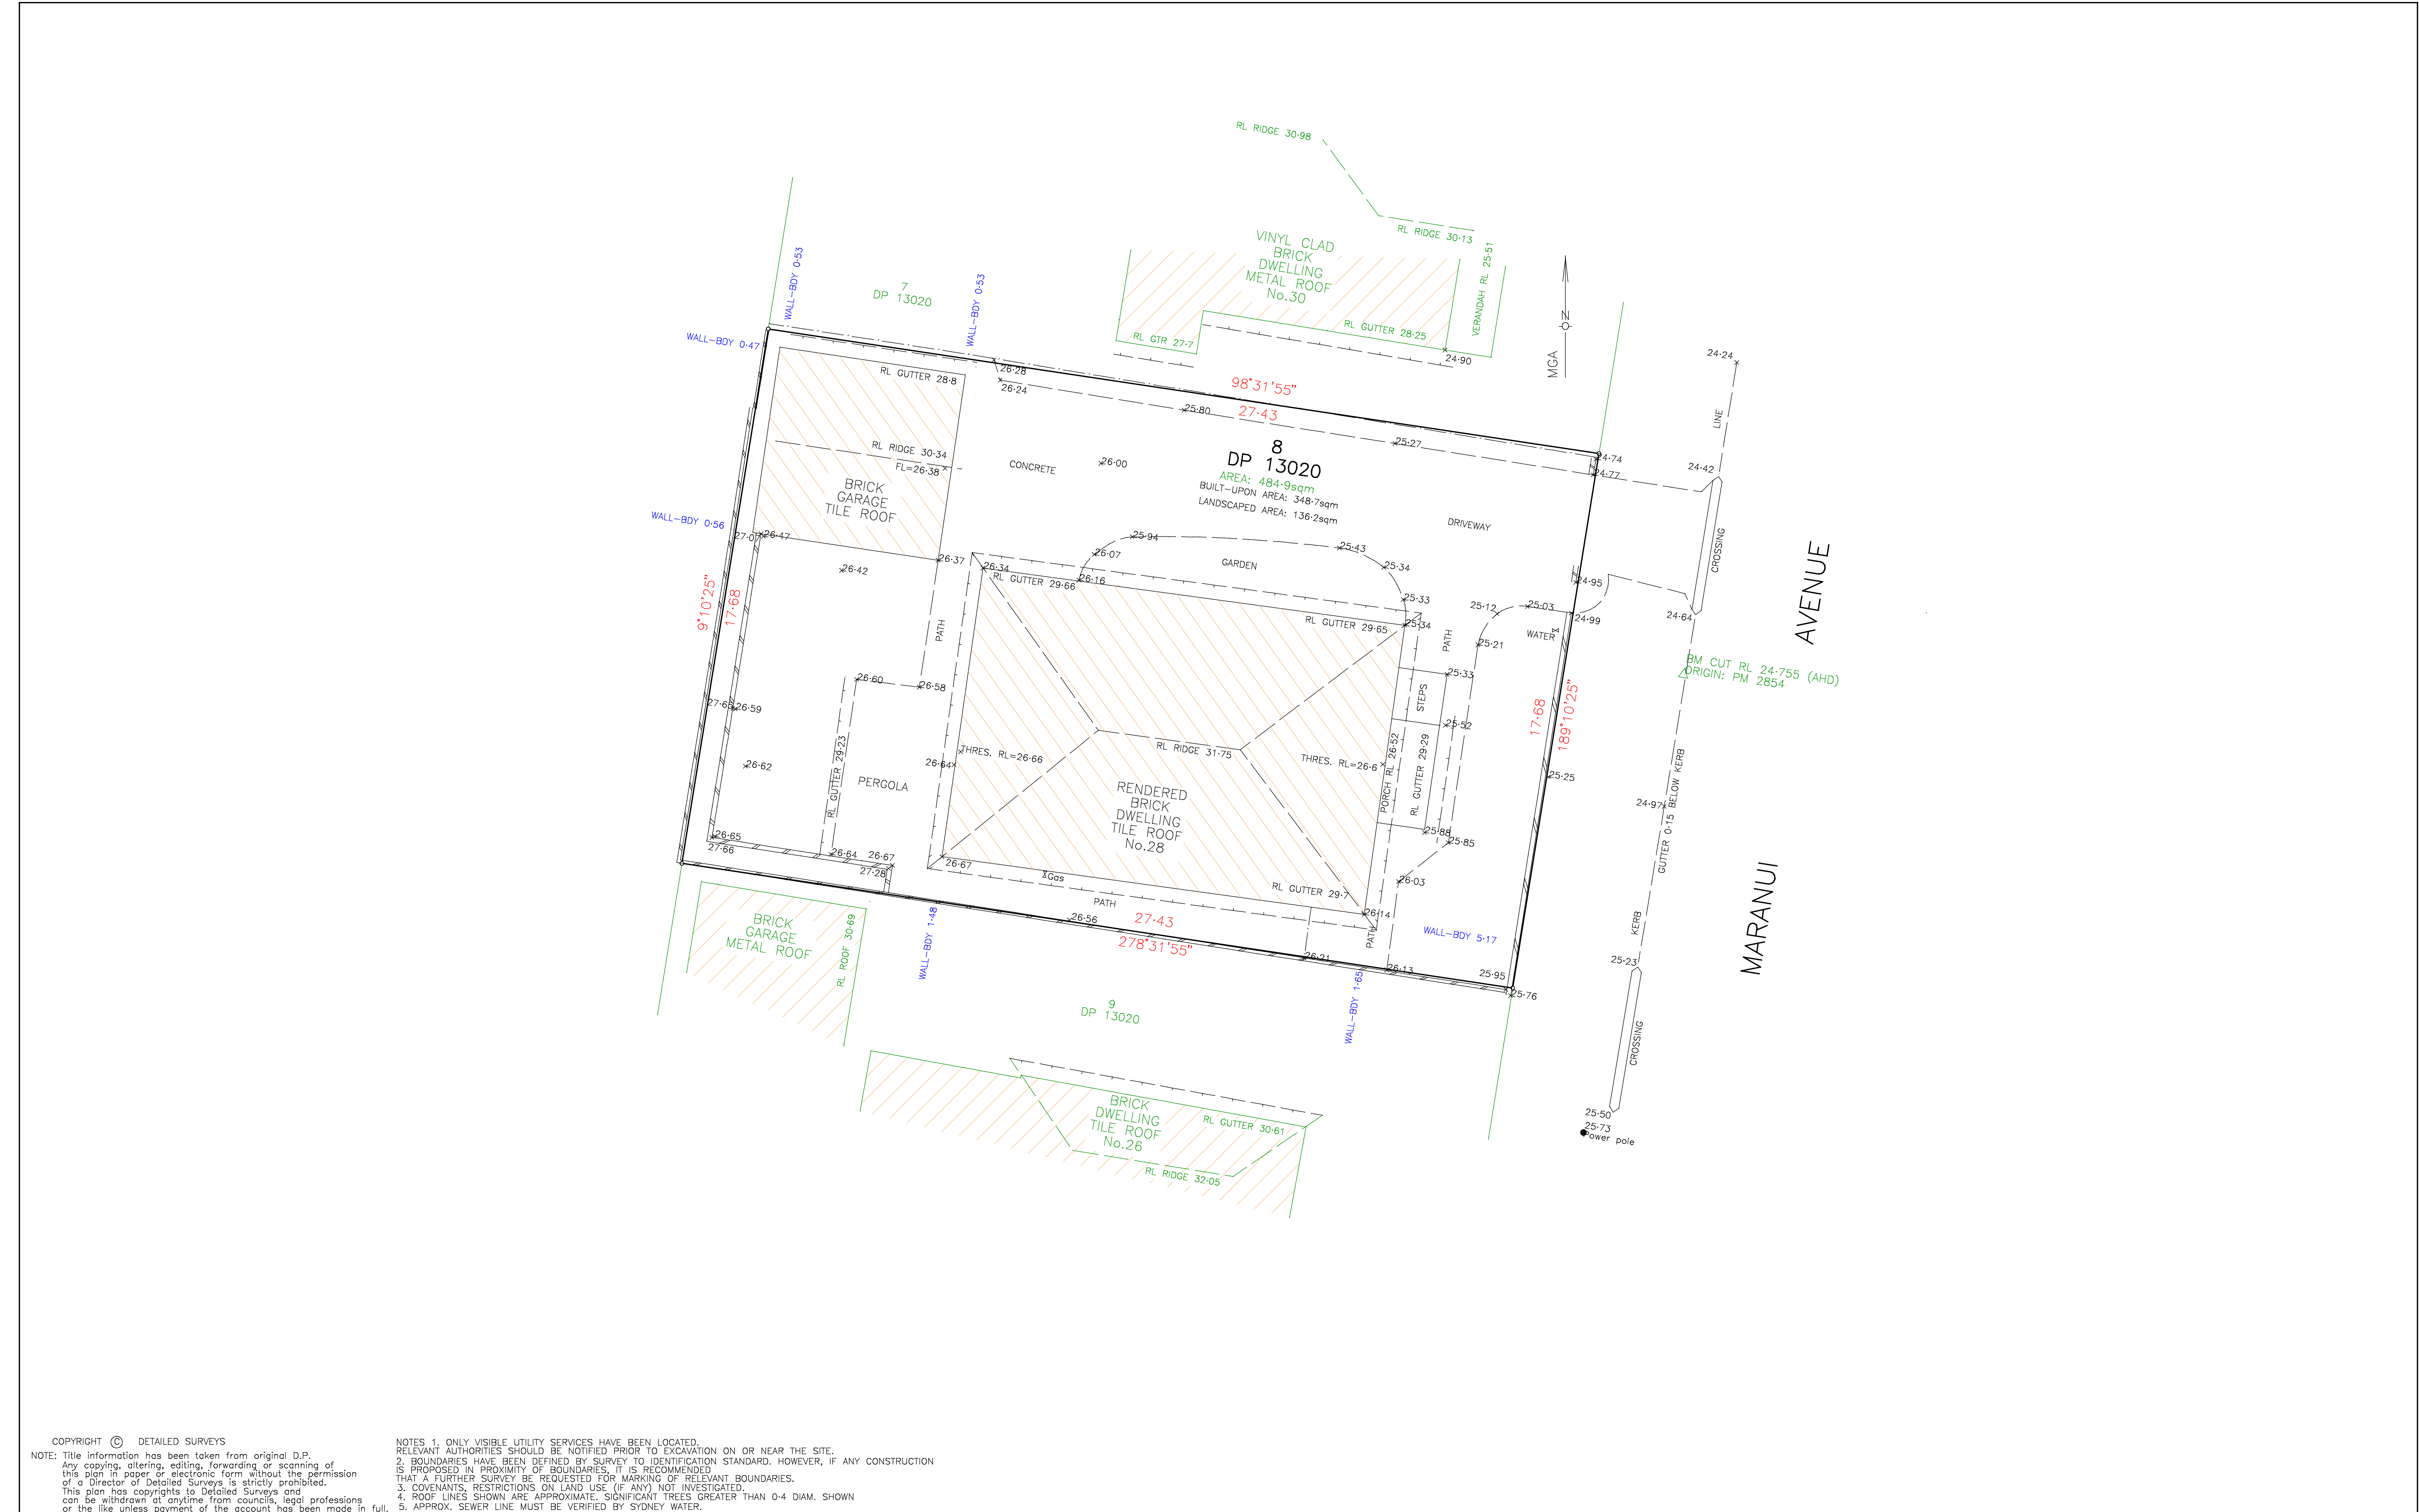 RL RIDGE 30·98
VINYL CLAD
BRICK
DWELLING
METAL ROOF
No.30
RL RIDGE 30·13
VERANDAH RL 25·51
RL GTR 27·7
RL GUTTER 28·25
24·90
WALL-BDY 0·53
7
DP 13020
WALL-BDY 0·53
WALL-BDY 0·47
MGA
N
24·24
LINE
24·42
RL GUTTER 28·8
26·28
26·24
25·80
98°31'55"
27·43
25·27
24·74
24·77
RL RIDGE 30·34
FL=26·38
CONCRETE
26·00
8
DP 13020
AREA: 484·9sqm
BUILT-UPON AREA: 348·7sqm
LANDSCAPED AREA: 136·2sqm
BRICK
GARAGE
TILE ROOF
DRIVEWAY
CROSSING
WALL-BDY 0·56
27·07
26·47
26·42
26·37
26·34
RL GUTTER 29·66
26·16
26·07
25·94
GARDEN
25·43
25·34
25·33
RL GUTTER 29·65
25·34
25·12
25·03
24·95
24·99
24·64
WATER
25·21
AVENUE
9°10'25"
17·68
PATH
PATH
BM CUT RL 24·755 (AHD)
ORIGIN: PM 2854
26·60
26·58
25·33
STEPS
25·52
27·65
26·59
17·68
189°10'25"
RL GUTTER 29·23
26·62
PERGOLA
26·64
THRES. RL=26·66
RL RIDGE 31·75
THRES. RL=26·6
PORCH RL 26·52
RL GUTTER 29·29
25·25
24·97
GUTTER 0·15 BELOW KERB
RENDERED
BRICK
DWELLING
TILE ROOF
No.28
26·65
27·66
26·64
26·67
27·28
26·67
Gas
25·88
25·85
26·03
RL GUTTER 29·7
26·14
PATH
PATH
26·56
27·43
278°31'55"
WALL-BDY 5·17
KERB
MARANUI
BRICK
GARAGE
METAL ROOF
RL ROOF 30·69
WALL-BDY 1·48
26·21
26·13
25·95
25·76
25·23
WALL-BDY 1·65
9
DP 13020
CROSSING
BRICK
DWELLING
TILE ROOF
No.26
RL GUTTER 30·61
RL RIDGE 32·05
25·50
25·73
Power pole
COPYRIGHT © DETAILED SURVEYS
NOTE: Title information has been taken from original D.P.
Any copying, altering, editing, forwarding or scanning of
this plan in paper or electronic form without the permission
of a Director of Detailed Surveys is strictly prohibited.
This plan has copyrights to Detailed Surveys and
can be withdrawn at anytime from councils, legal professions
or the like unless payment of the account has been made in full.
NOTES 1. ONLY VISIBLE UTILITY SERVICES HAVE BEEN LOCATED.
RELEVANT AUTHORITIES SHOULD BE NOTIFIED PRIOR TO EXCAVATION ON OR NEAR THE SITE.
2. BOUNDARIES HAVE BEEN DEFINED BY SURVEY TO IDENTIFICATION STANDARD. HOWEVER, IF ANY CONSTRUCTION
IS PROPOSED IN PROXIMITY OF BOUNDARIES, IT IS RECOMMENDED
THAT A FURTHER SURVEY BE REQUESTED FOR MARKING OF RELEVANT BOUNDARIES.
3. COVENANTS, RESTRICTIONS ON LAND USE (IF ANY) NOT INVESTIGATED.
4. ROOF LINES SHOWN ARE APPROXIMATE. SIGNIFICANT TREES GREATER THAN 0·4 DIAM. SHOWN
5. APPROX. SEWER LINE MUST BE VERIFIED BY SYDNEY WATER.